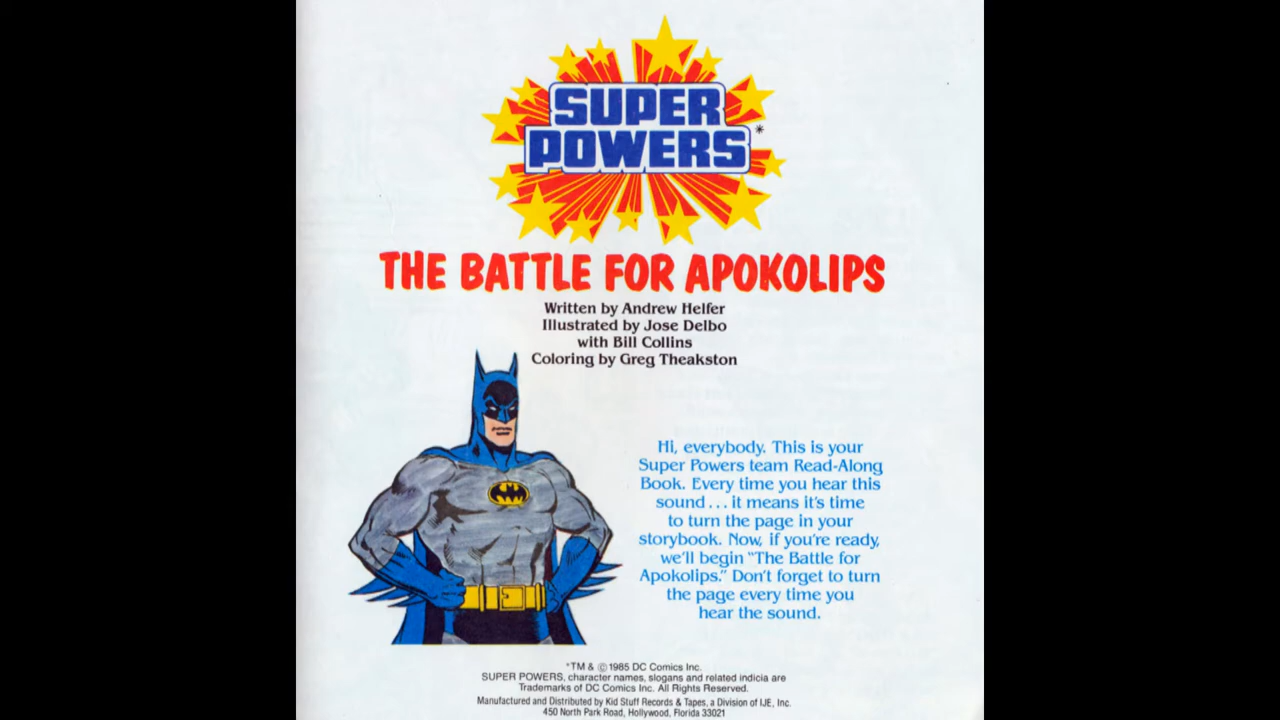 SUPER
POWERS*
THE BATTLE FOR APOKOLIPS
Written by Andrew Helfer
Illustrated by Jose Delbo
with Bill Collins
Coloring by Greg Theakston
Hi, everybody. This is your
Super Powers team Read-Along
Book. Every time you hear this
sound... it means it's time
to turn the page in your
storybook. Now, if you're ready,
we'll begin "The Battle for
Apokolips." Don't forget to turn
the page every time you
hear the sound.
*TM & © 1985 DC Comics Inc.
SUPER POWERS, character names, slogans and related indicia are
Trademarks of DC Comics Inc. All Rights Reserved.
Manufactured and Distributed by Kid Stuff Records & Tapes, a Division of IJE, Inc.
450 North Park Road, Hollywood, Florida 33021